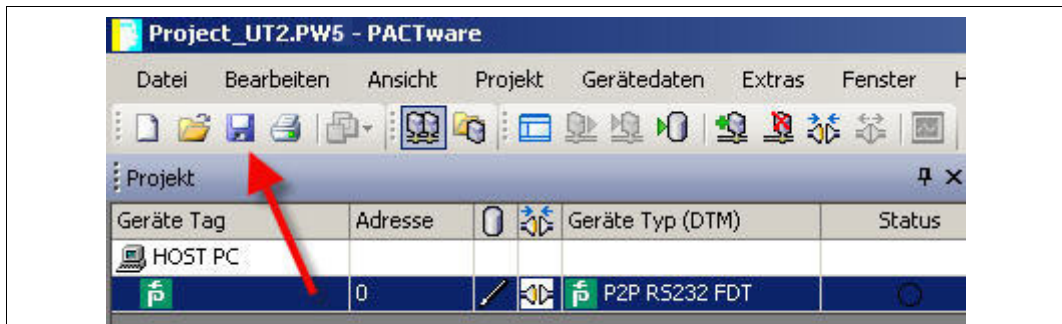 Project_UT2.PW5 - PACTware
Datei Bearbeiten Ansicht Projekt Gerätedaten Extras Fenster H
Projekt
Geräte Tag Adresse Geräte Typ (DTM) Status
HOST PC
0 P2P RS232 FDT